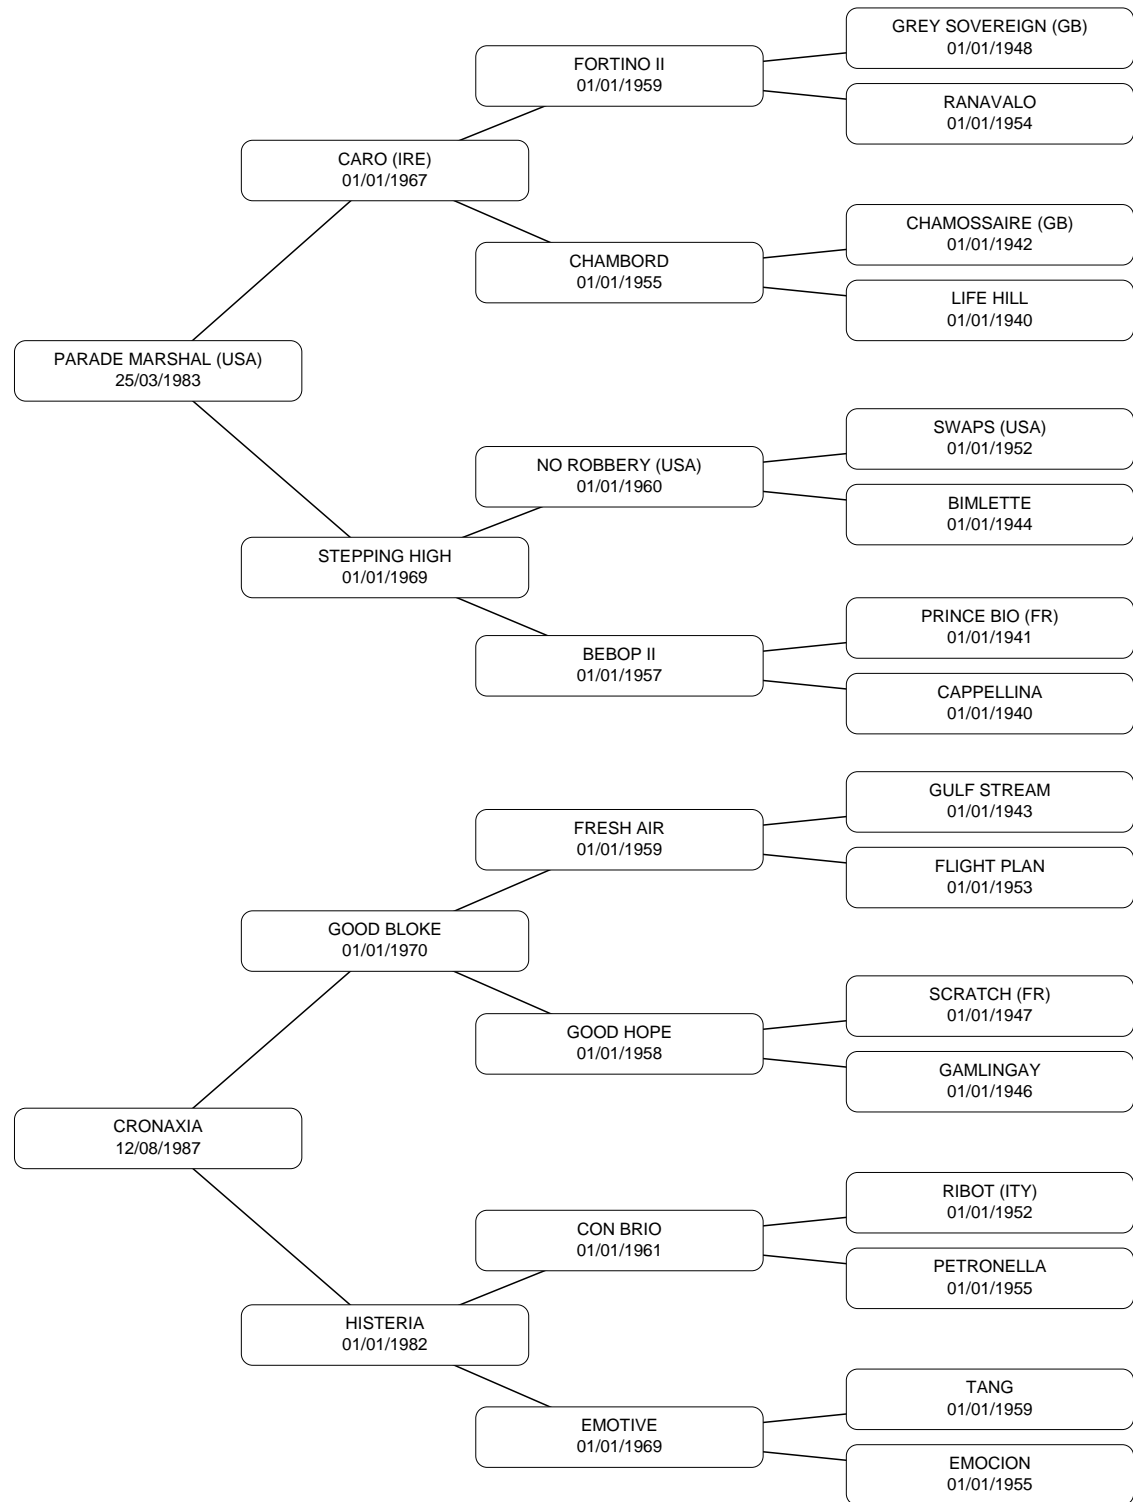 GREY SOVEREIGN (GB)
01/01/1948
FORTINO II
01/01/1959
RANAVALO
01/01/1954
CARO (IRE)
01/01/1967
CHAMOSSAIRE (GB)
01/01/1942
CHAMBORD
01/01/1955
LIFE HILL
01/01/1940
PARADE MARSHAL (USA)
25/03/1983
SWAPS (USA)
01/01/1952
NO ROBBERY (USA)
01/01/1960
BIMLETTE
01/01/1944
STEPPING HIGH
01/01/1969
PRINCE BIO (FR)
01/01/1941
BEBOP II
01/01/1957
CAPPELLINA
01/01/1940
GULF STREAM
01/01/1943
FRESH AIR
01/01/1959
FLIGHT PLAN
01/01/1953
GOOD BLOKE
01/01/1970
SCRATCH (FR)
01/01/1947
GOOD HOPE
01/01/1958
GAMLINGAY
01/01/1946
CRONAXIA
12/08/1987
RIBOT (ITY)
01/01/1952
CON BRIO
01/01/1961
PETRONELLA
01/01/1955
HISTERIA
01/01/1982
TANG
01/01/1959
EMOTIVE
01/01/1969
EMOCION
01/01/1955